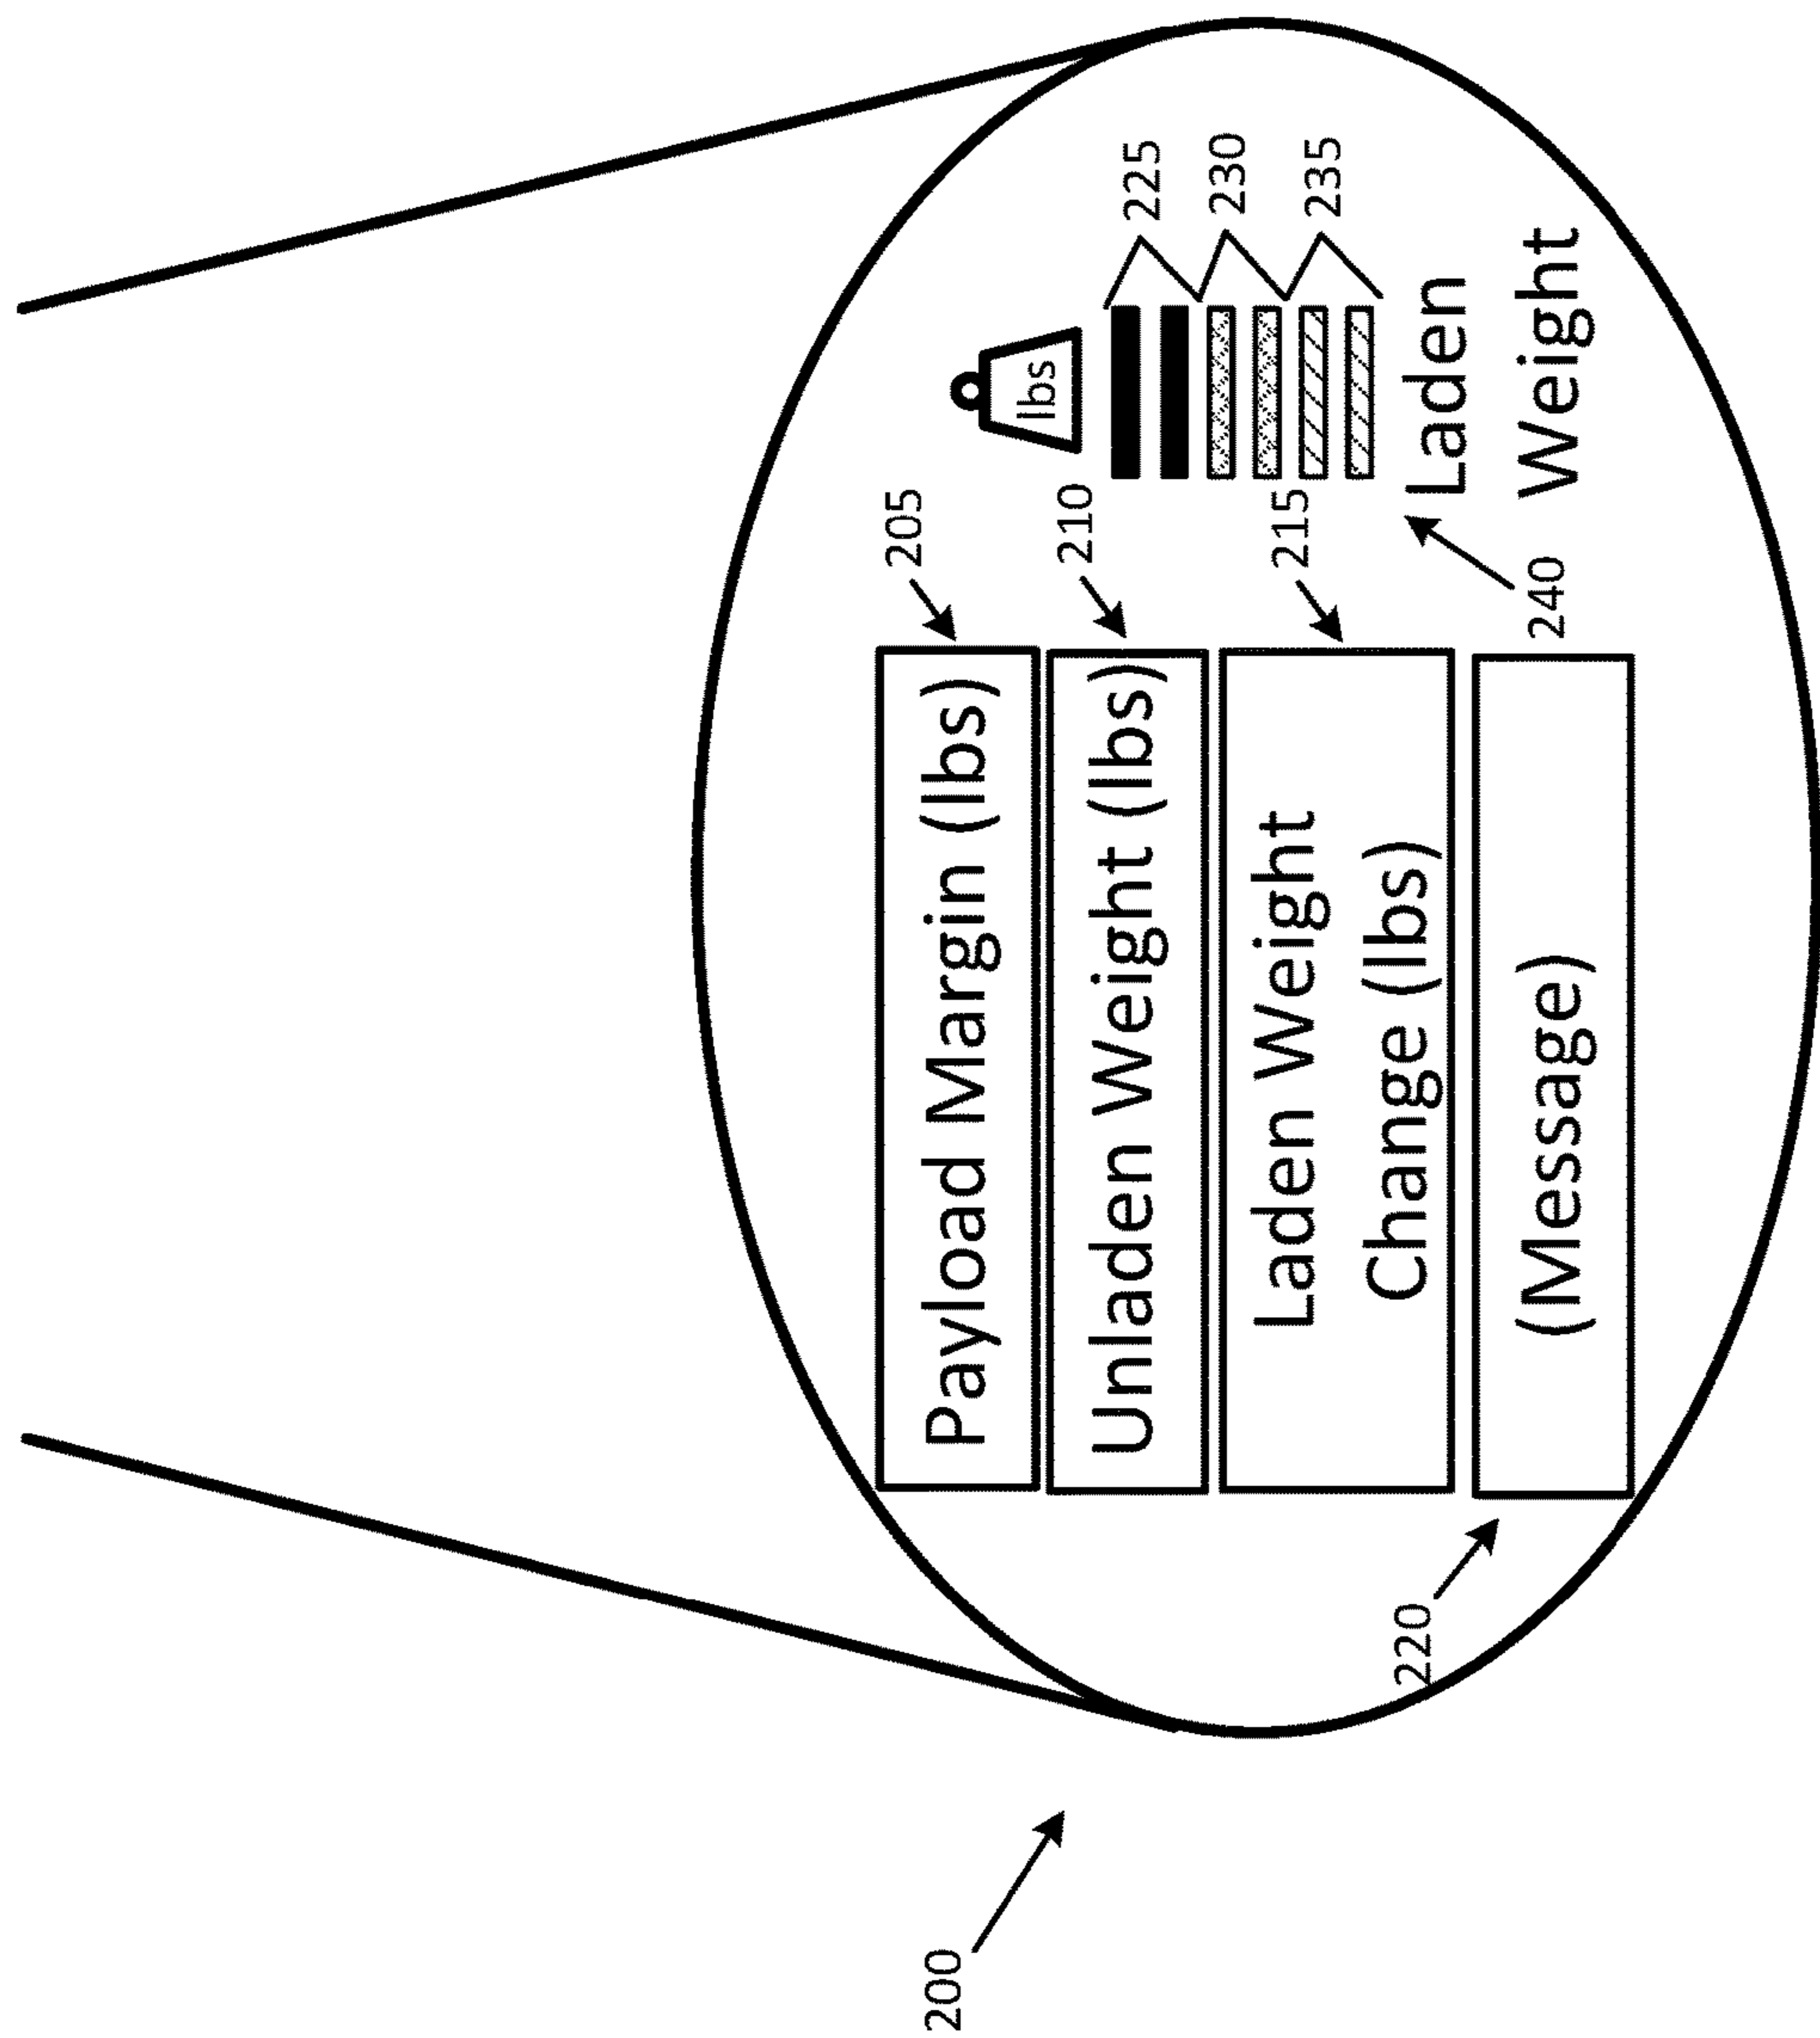 Payload Margin (lbs)
205
Unladen Weight (lbs)
210
Laden Weight
Change (lbs)
215
(Message)
220
lbs
225
230
235
Laden
Weight
240
200